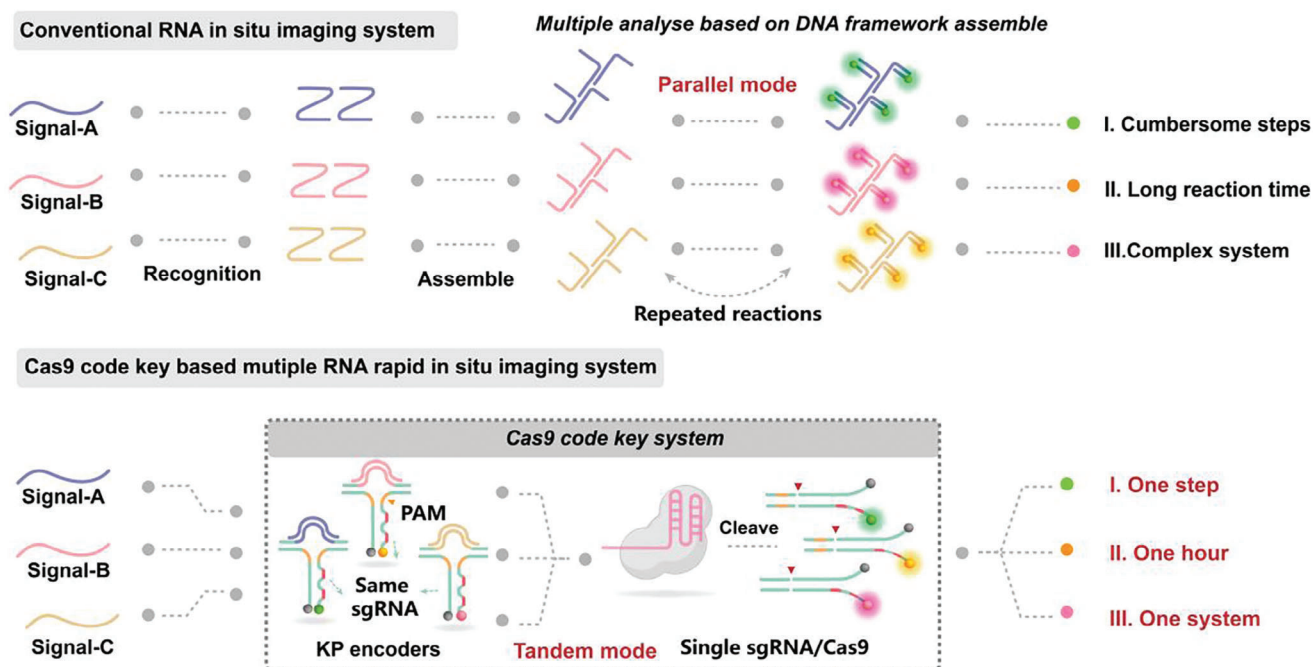 Conventional RNA in situ imaging system
Multiple analyse based on DNA framework assemble
Signal-A
Signal-B
Signal-C
Recognition
Assemble
Parallel mode
Repeated reactions
I. Cumbersome steps
II. Long reaction time
III.Complex system
Cas9 code key based mutiple RNA rapid in situ imaging system
Signal-A
Signal-B
Signal-C
Cas9 code key system
PAM
Same
sgRNA
KP encoders
Tandem mode
Cleave
Single sgRNA/Cas9
I. One step
II. One hour
III. One system